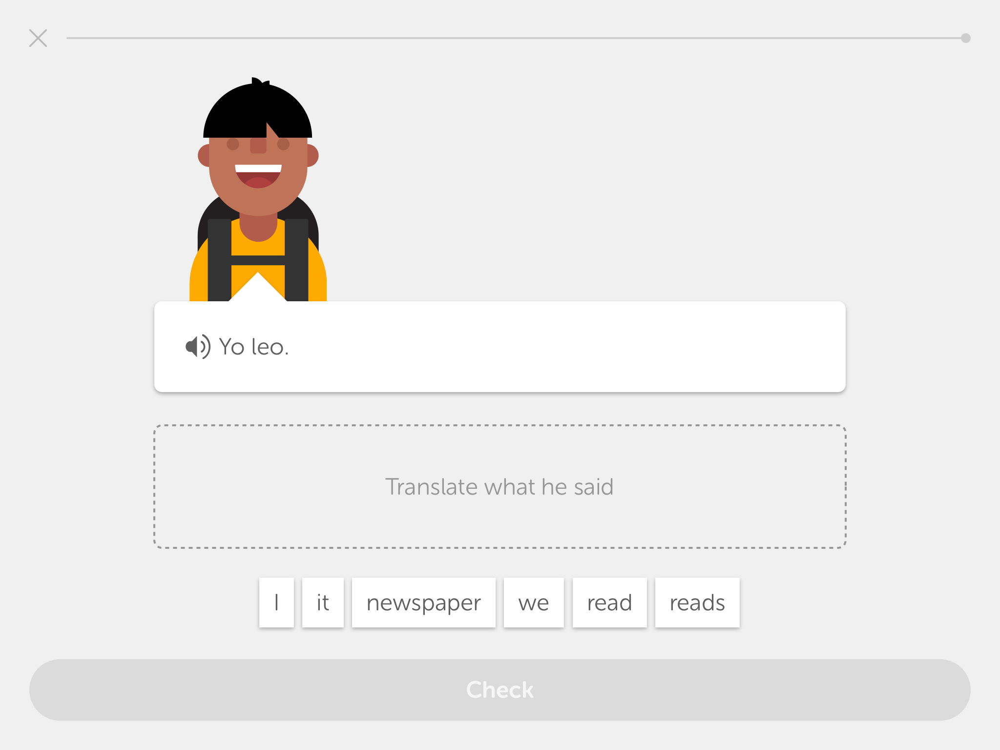 Yo leo.
Translate what he said
I it newspaper we read reads
Check